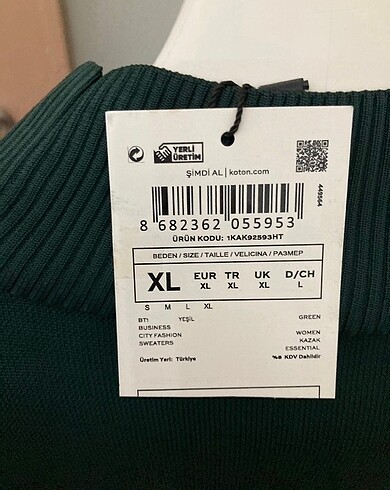 YERLİ
ÜRETİM
ŞİMDİ AL | koton.com
449564
8 682362 055953
ÜRÜN KODU: 1KAK92593HT
BEDEN / SIZE / TAILLE / VELICINA / РАЗМЕР
XL
EUR TR UK D/CH
XL XL XL L
S M L XL
BT1 YEŞİL GREEN
BUSINESS WOMEN
CITY FASHION KAZAK
SWEATERS ESSENTIAL
Üretim Yeri: Türkiye %8 KDV Dahildir